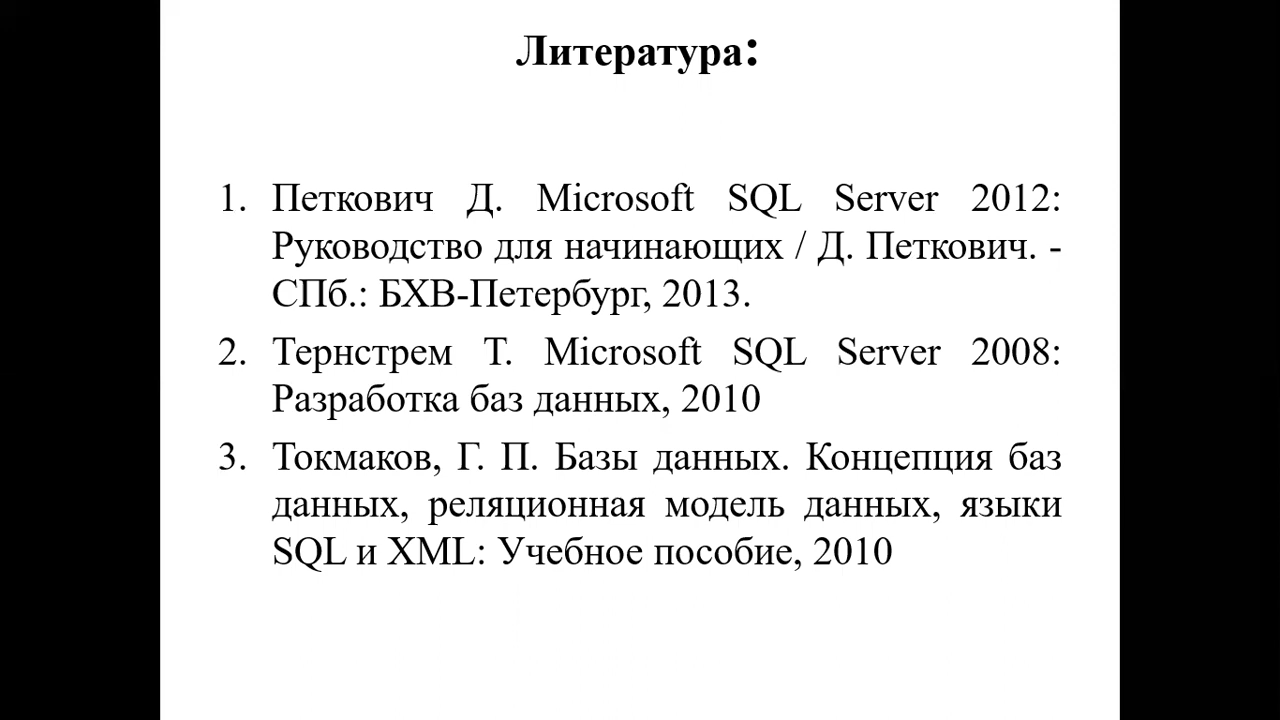 Литература:
1. Петкович Д. Microsoft SQL Server 2012:
Руководство для начинающих / Д. Петкович. -
СПб.: БХВ-Петербург, 2013.
2. Тернстрем Т. Microsoft SQL Server 2008:
Разработка баз данных, 2010
3. Токмаков, Г. П. Базы данных. Концепция баз
данных, реляционная модель данных, языки
SQL и XML: Учебное пособие, 2010